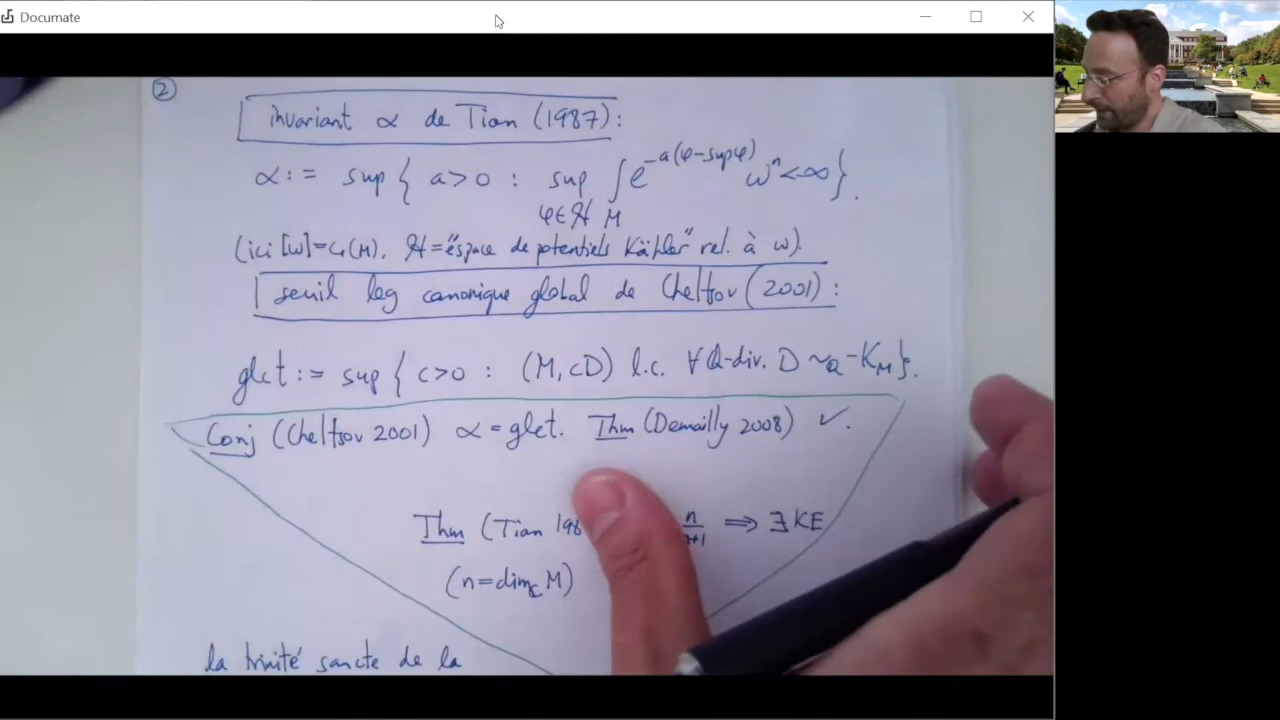 Documate
②
invariant α de Tian (1987):
α := sup { a>0 : sup ∫ e^{-a(φ-supφ)} ω^n <∞}.
φ∈ℋ M
(ici [ω]=c₁(M), ℋ="espace de potentiels Kähler" rel. à ω).
seuil log canonique global de Cheltsov (2001):
glct := sup { c>0 : (M, cD) l.c. ∀ℚ-div. D ~ℚ -K_M}.
Conj (Cheltsov 2001) α = glct. Thm (Demailly 2008) ✓.
Thm (Tian 198 n/n+1 ⟹ ∃ KE
(n=dim_ℂ M)
la trinité sancte de la